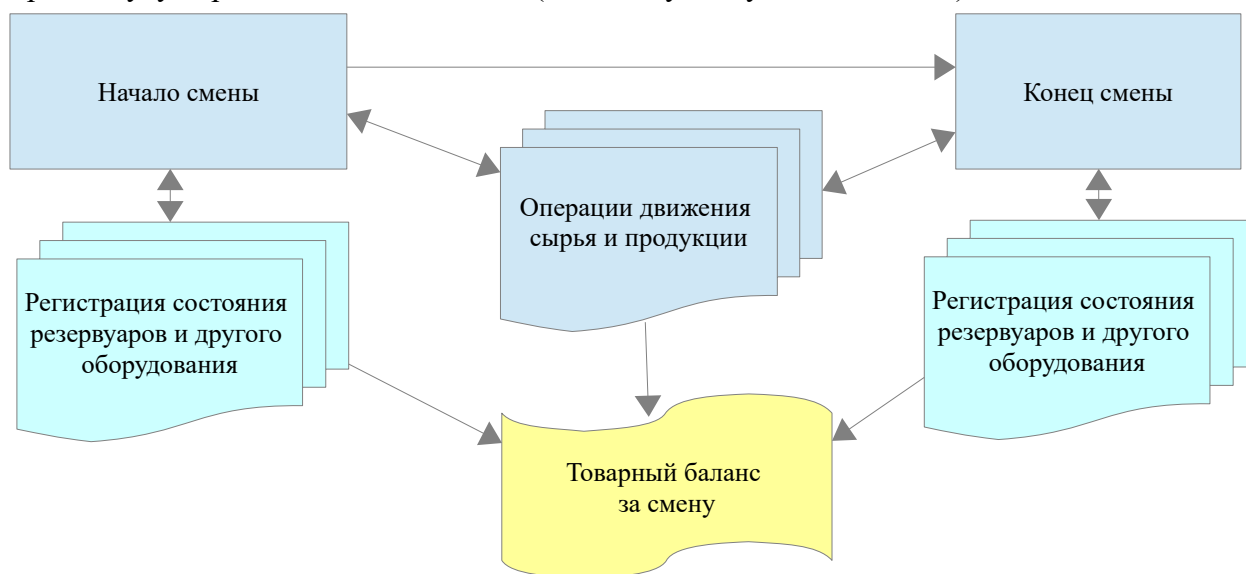 Начало смены
Конец смены
Операции движения
сырья и продукции
Регистрация состояния
резервуаров и другого
оборудования
Регистрация состояния
резервуаров и другого
оборудования
Товарный баланс
за смену